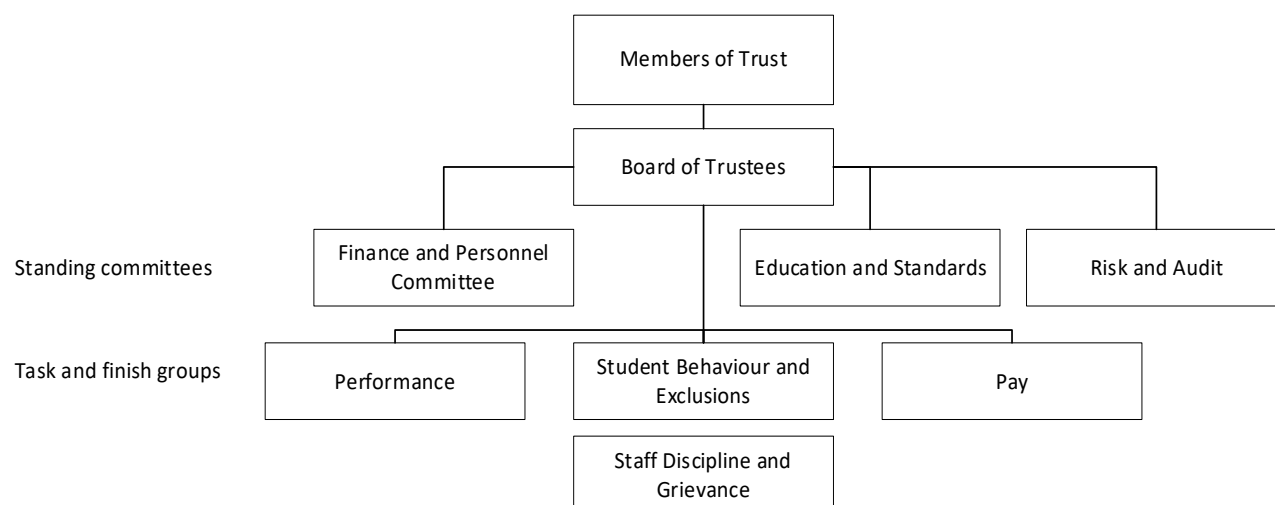 Members of Trust
Board of Trustees
Standing committees
Finance and Personnel
Committee
Education and Standards
Risk and Audit
Task and finish groups
Performance
Student Behaviour and
Exclusions
Pay
Staff Discipline and
Grievance